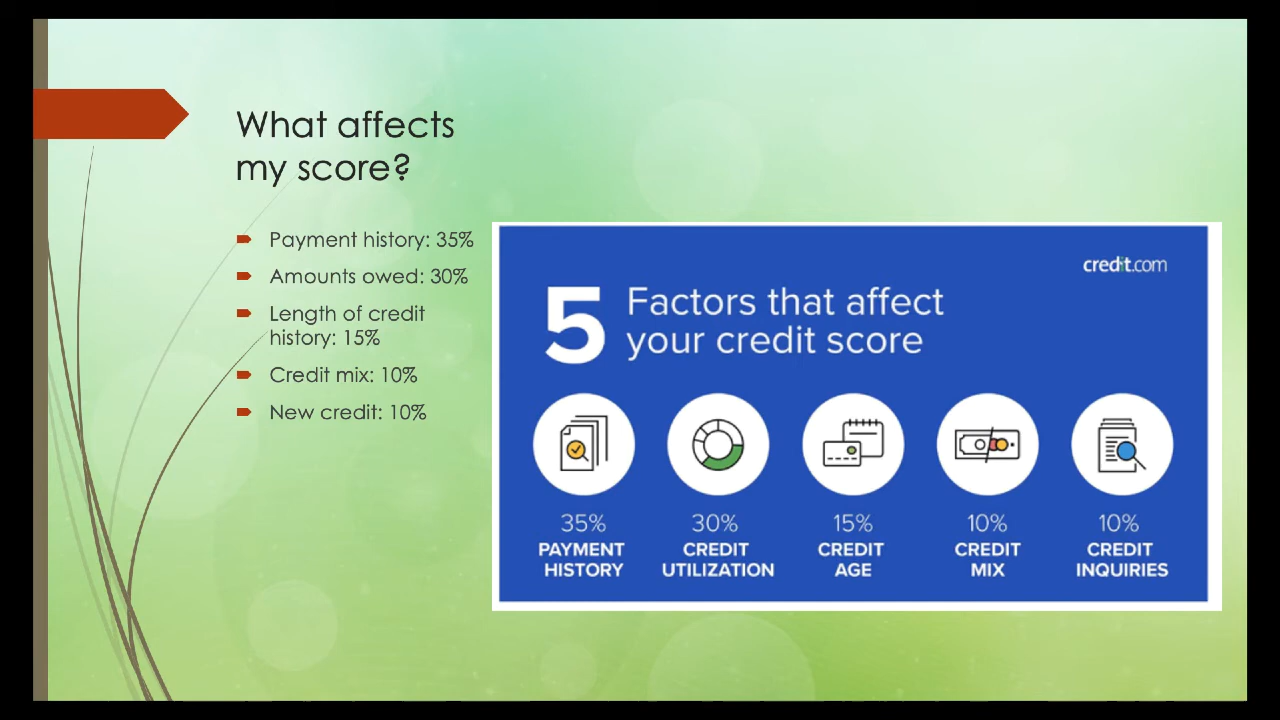 What affects
my score?
Payment history: 35%
Amounts owed: 30%
Length of credit
history: 15%
Credit mix: 10%
New credit: 10%
credit.com
5 Factors that affect
your credit score
35%
PAYMENT
HISTORY
30%
CREDIT
UTILIZATION
15%
CREDIT
AGE
10%
CREDIT
MIX
10%
CREDIT
INQUIRIES